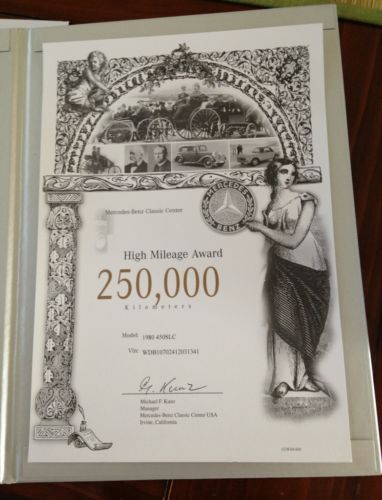 MERCEDES
BENZ
Mercedes-Benz Classic Center
High Mileage Award
250,000
Kilometers
Model: 1980 450SLC
Vin: WDB10702412031341
Michael F. Kunz
Manager
Mercedes-Benz Classic Center USA
Irvine, California